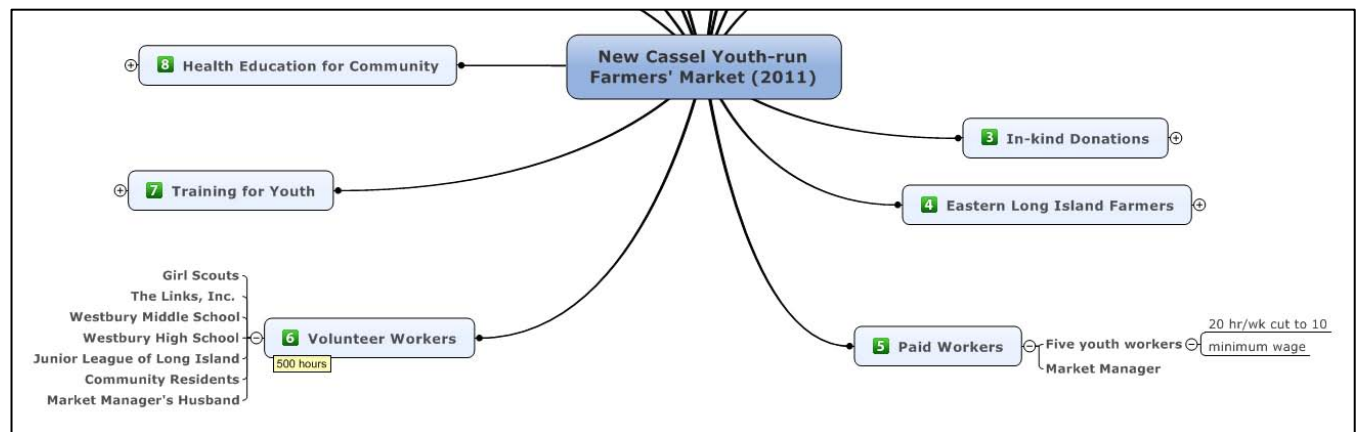 New Cassel Youth-run
Farmers' Market (2011)
8 Health Education for Community
3 In-kind Donations
7 Training for Youth
4 Eastern Long Island Farmers
Girl Scouts
The Links, Inc.
Westbury Middle School
Westbury High School
Junior League of Long Island
Community Residents
Market Manager's Husband
6 Volunteer Workers
500 hours
5 Paid Workers
Five youth workers
Market Manager
20 hr/wk cut to 10
minimum wage